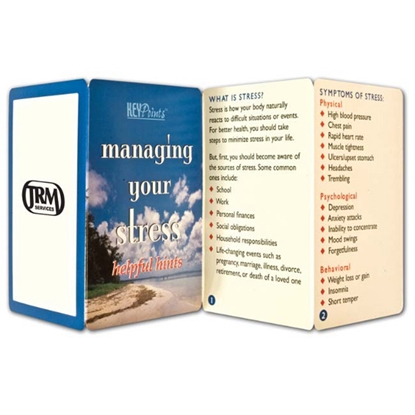 JRM
SERVICES
KEYPoints
managing
your
stress
helpful hints
WHAT IS STRESS?
Stress is how your body naturally
reacts to difficult situations or events.
For better health, you should take
steps to minimize stress in your life.
But, first, you should become aware of
the sources of stress. Some common
ones include:
♦ School
♦ Work
♦ Personal finances
♦ Social obligations
♦ Household responsibilities
♦ Life-changing events such as
pregnancy, marriage, illness, divorce,
retirement, or death of a loved one
1
SYMPTOMS OF STRESS:
Physical
♦ High blood pressure
♦ Chest pain
♦ Rapid heart rate
♦ Muscle tightness
♦ Ulcers/upset stomach
♦ Headaches
♦ Trembling
Psychological
♦ Depression
♦ Anxiety attacks
♦ Inability to concentrate
♦ Mood swings
♦ Forgetfulness
Behavioral
♦ Weight loss or gain
♦ Insomnia
♦ Short temper
2